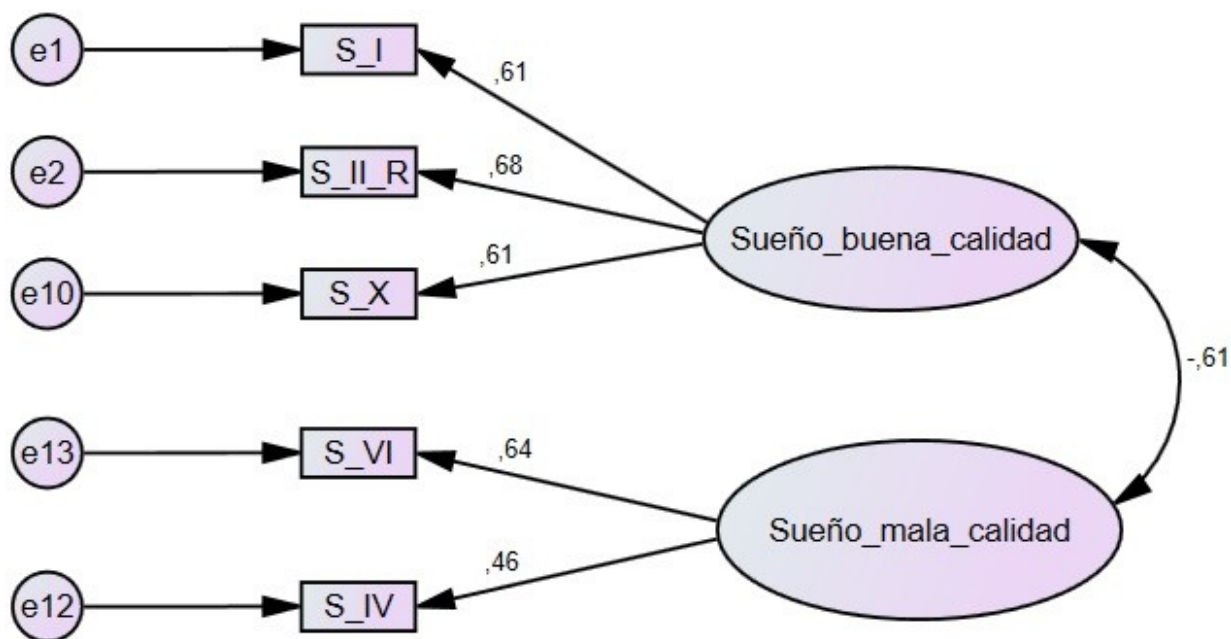 e1
S_I
,61
e2
S_II_R
,68
Sueño_buena_calidad
e10
S_X
,61
-,61
e13
S_VI
,64
Sueño_mala_calidad
e12
S_IV
,46